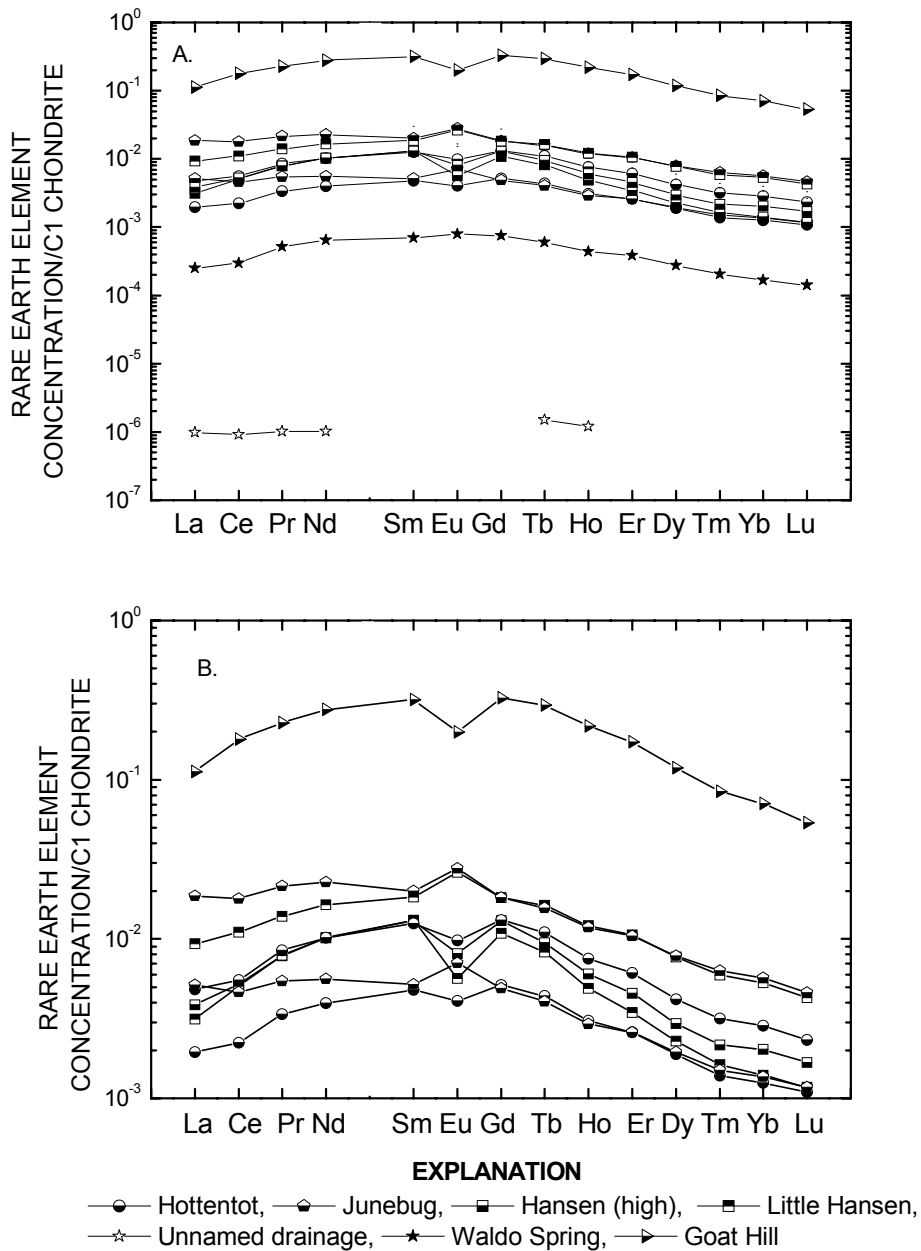 A.
RARE EARTH ELEMENT
CONCENTRATION/C1 CHONDRITE
10^0
10^-1
10^-2
10^-3
10^-4
10^-5
10^-6
10^-7
La Ce Pr Nd Sm Eu Gd Tb Ho Er Dy Tm Yb Lu
B.
RARE EARTH ELEMENT
CONCENTRATION/C1 CHONDRITE
10^0
10^-1
10^-2
10^-3
La Ce Pr Nd Sm Eu Gd Tb Ho Er Dy Tm Yb Lu
EXPLANATION
Hottentot, Junebug, Hansen (high), Little Hansen,
Unnamed drainage, Waldo Spring, Goat Hill